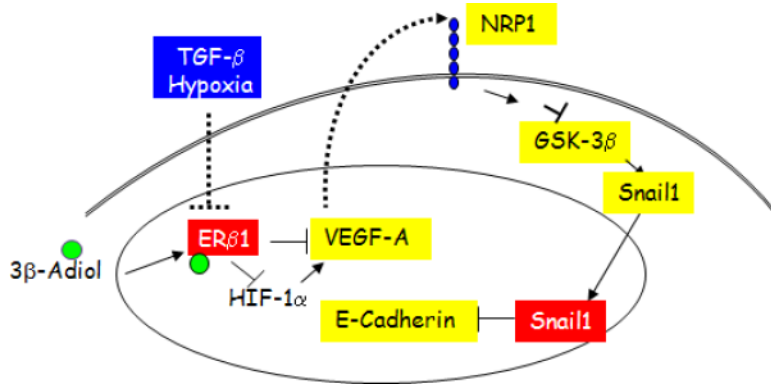 NRP1
TGF-β
Hypoxia
GSK-3β
Snail1
ERβ1
VEGF-A
3β-Adiol
HIF-1α
E-Cadherin
Snail1